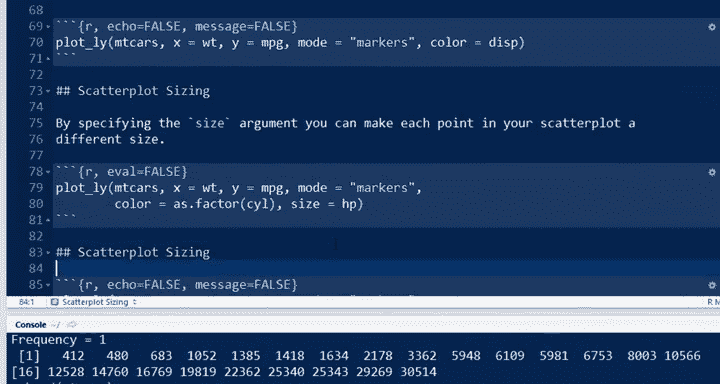 68
69 ```{r, echo=FALSE, message=FALSE}
70 plot_ly(mtcars, x = wt, y = mpg, mode = "markers", color = disp)
71 ```
72
73 ## Scatterplot Sizing
74
75 By specifying the `size` argument you can make each point in your scatterplot a
76 different size.
77
78 ```{r, eval=FALSE}
79 plot_ly(mtcars, x = wt, y = mpg, mode = "markers",
80 color = as.factor(cyl), size = hp)
81 ```
82
83 ## Scatterplot Sizing
84
85 ```{r, echo=FALSE, message=FALSE}
84:1 Scatterplot Sizing R M
Console ~/
Frequency = 1
[1] 412 480 683 1052 1385 1418 1634 2178 3362 5948 6109 5981 6753 8003 10566
[16] 12528 14760 16769 19819 22362 25340 25343 29269 30514